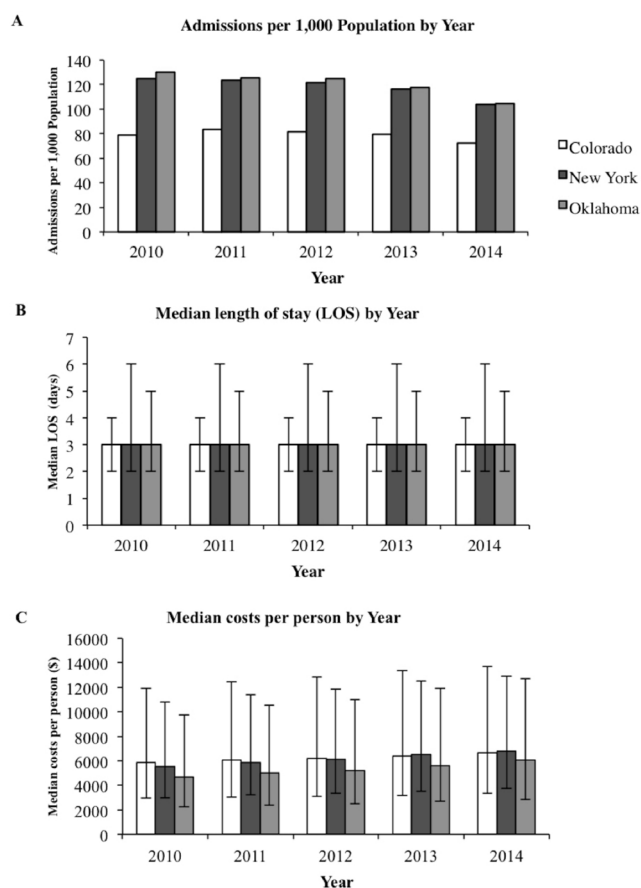 A
Admissions per 1,000 Population by Year
Admissions per 1,000 Population
140
120
100
80
60
40
20
0
2010 2011 2012 2013 2014
Year
Colorado
New York
Oklahoma
B
Median length of stay (LOS) by Year
Median LOS (days)
7
6
5
4
3
2
1
0
2010 2011 2012 2013 2014
Year
C
Median costs per person by Year
Median costs per person ($)
16000
14000
12000
10000
8000
6000
4000
2000
0
2010 2011 2012 2013 2014
Year